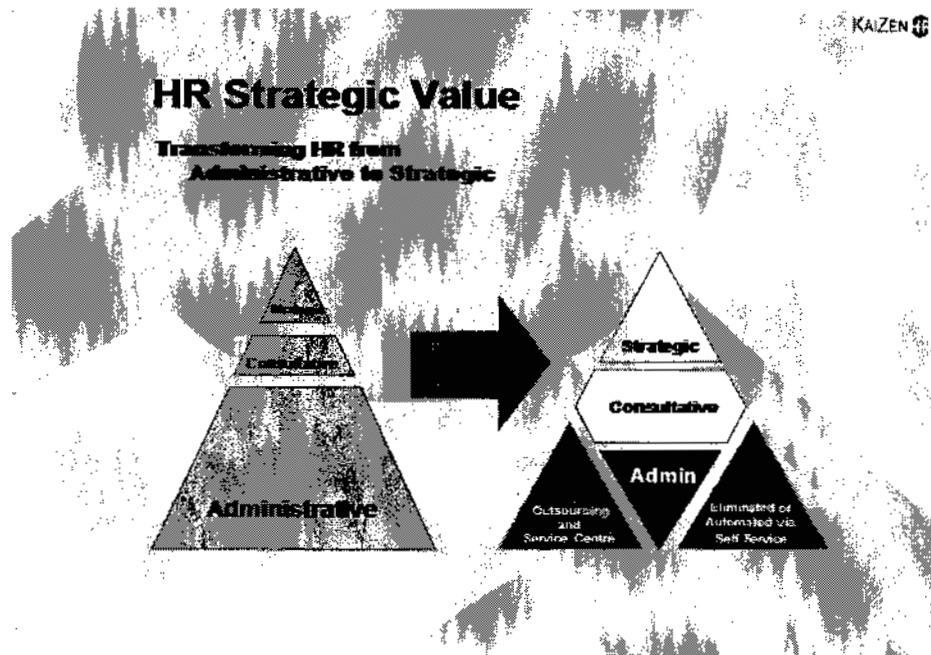 KAIZEN HR
HR Strategic Value
Transforming HR from
Administrative to Strategic
Consultative
Administrative
Strategic
Consultative
Admin
Outsourcing
and
Service Centre
Eliminated or
Automated via
Self Service